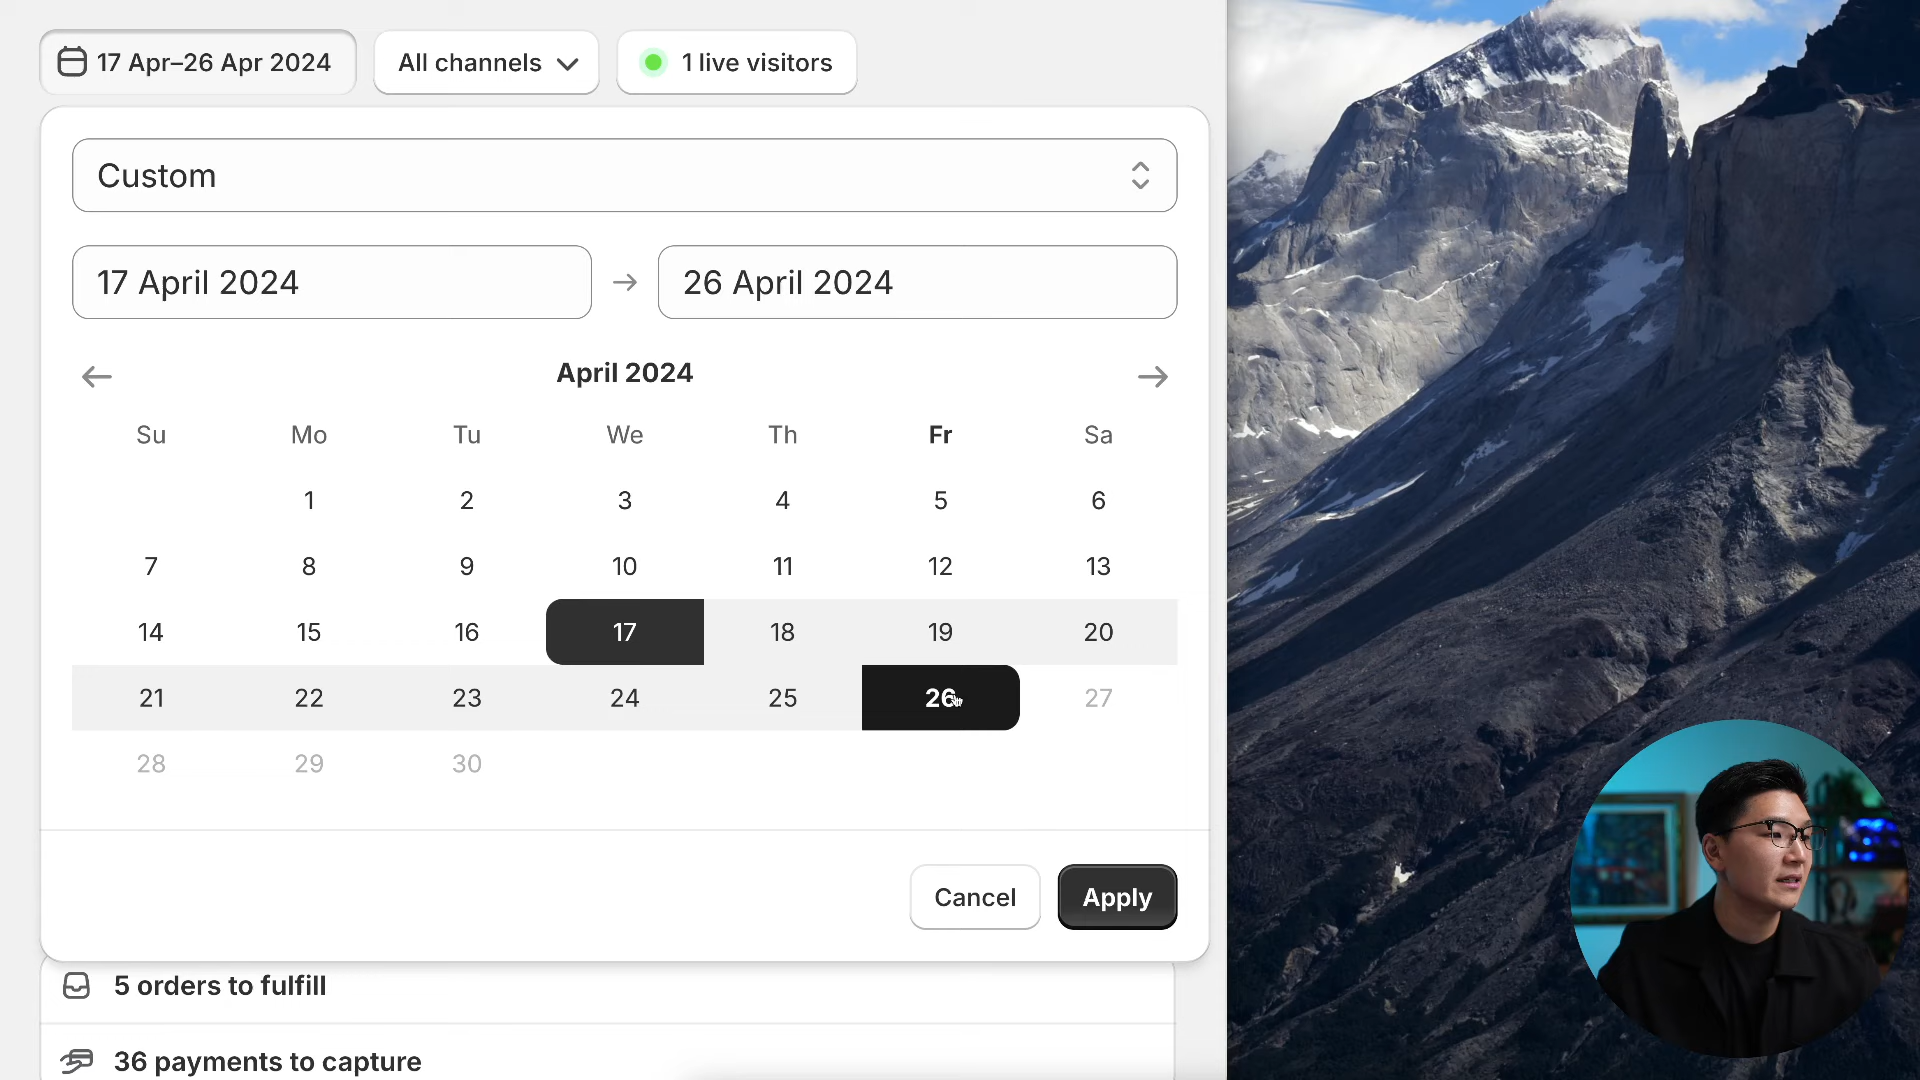 17 Apr–26 Apr 2024
All channels
1 live visitors
Custom
17 April 2024
26 April 2024
April 2024
Su Mo Tu We Th Fr Sa
1 2 3 4 5 6
7 8 9 10 11 12 13
14 15 16 17 18 19 20
21 22 23 24 25 26 27
28 29 30
Cancel
Apply
5 orders to fulfill
36 payments to capture